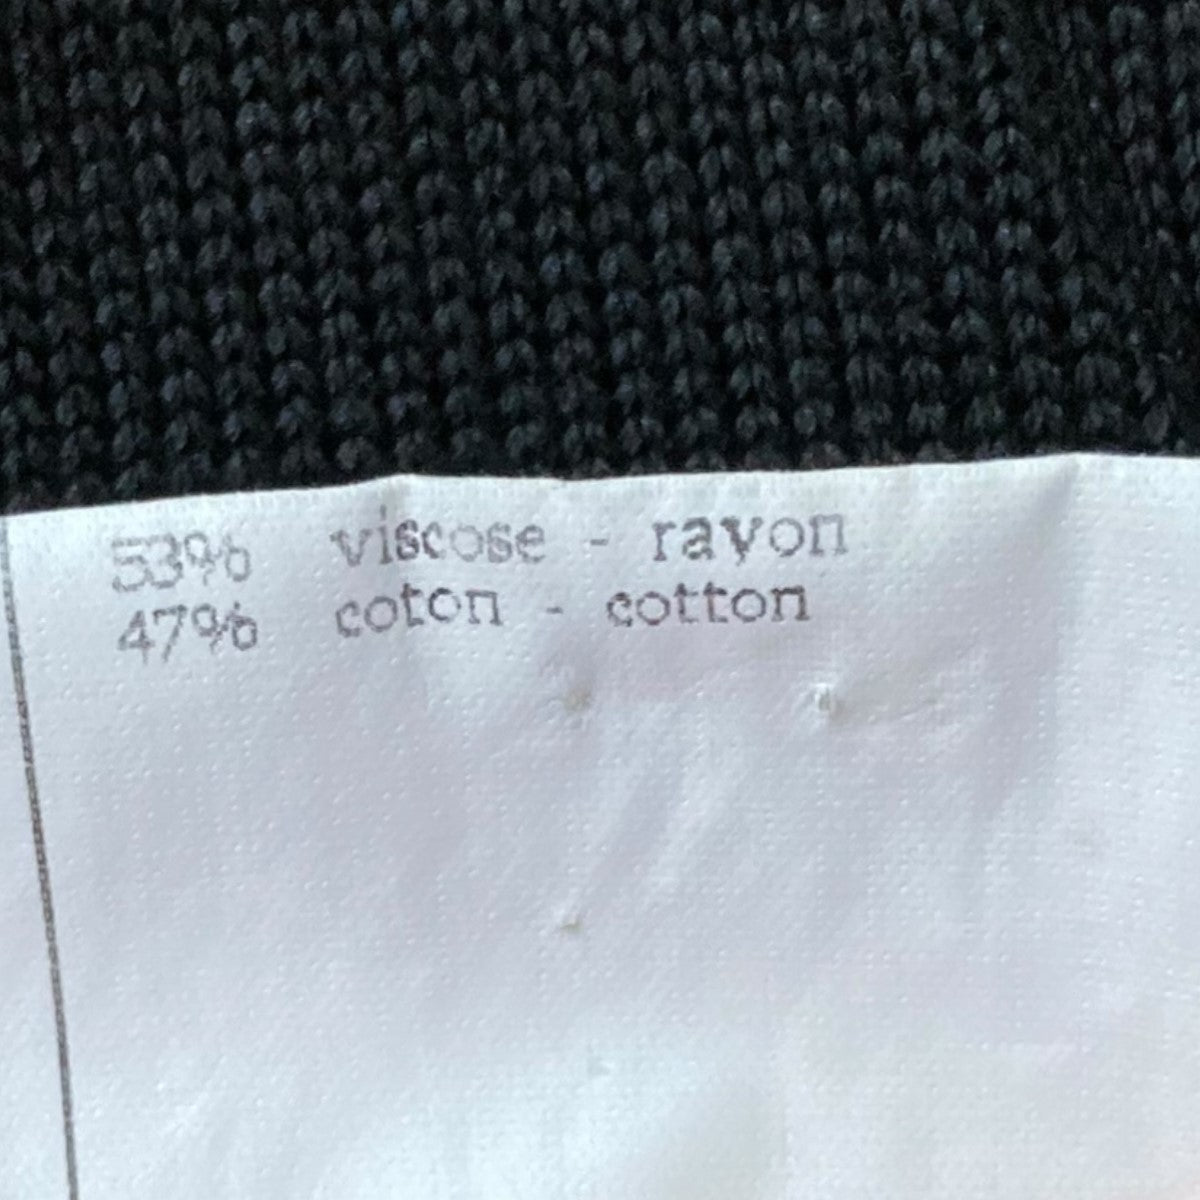 53% viscose - rayon
47% coton - cotton